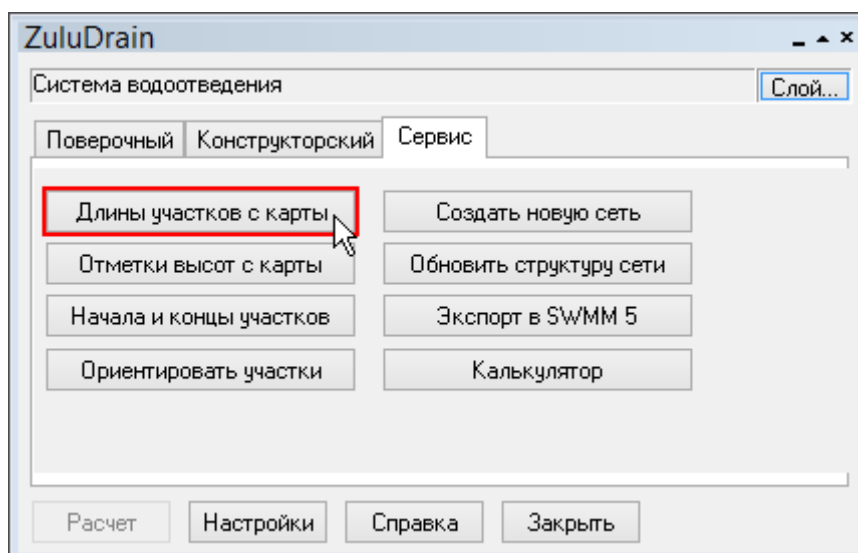 ZuluDrain
Система водоотведения Слой...
Поверочный Конструкторский Сервис
Длины участков с карты Создать новую сеть
Отметки высот с карты Обновить структуру сети
Начала и концы участков Экспорт в SWMM 5
Ориентировать участки Калькулятор
Расчет Настройки Справка Закрыть